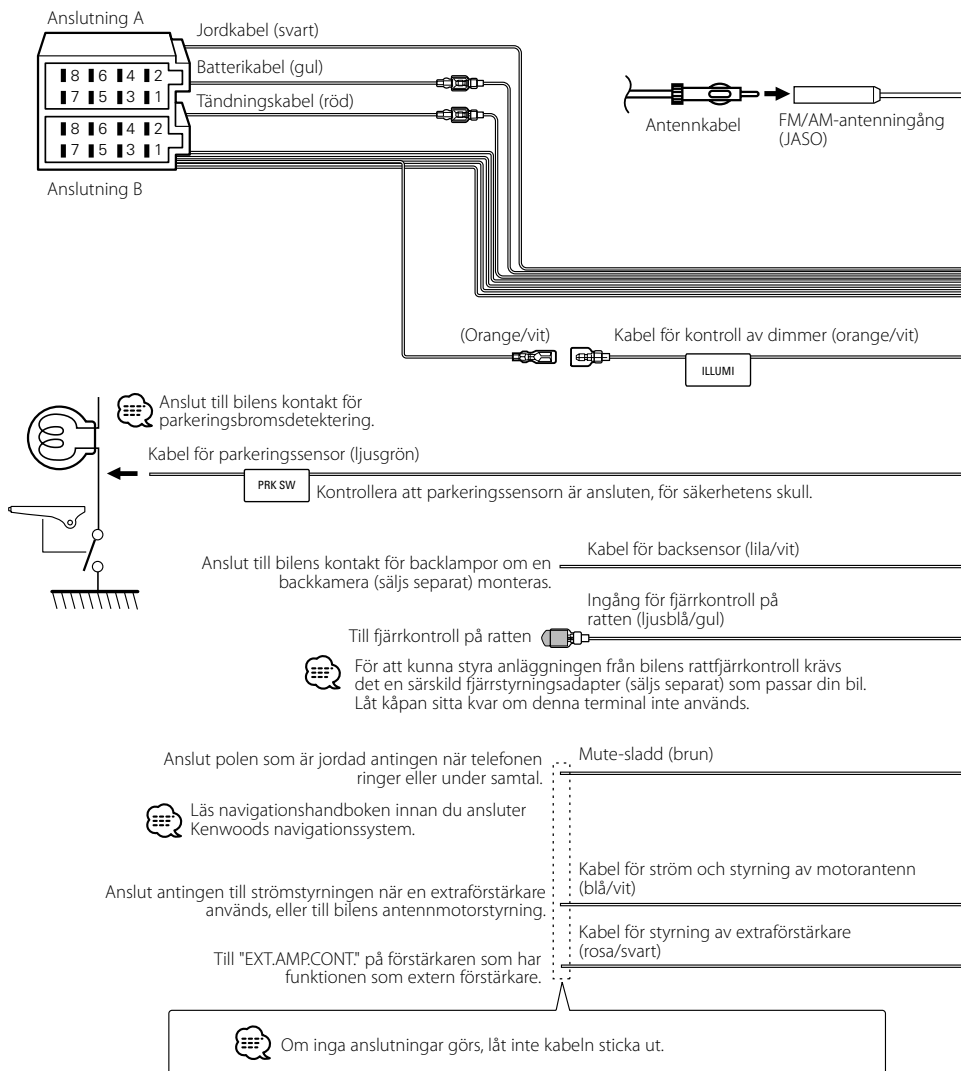 Anslutning A
Jordkabel (svart)
Batterikabel (gul)
Tändningskabel (röd)
8 6 4 2
7 5 3 1
8 6 4 2
7 5 3 1
Anslutning B
Antennkabel
FM/AM-antenningång
(JASO)
(Orange/vit)
Kabel för kontroll av dimmer (orange/vit)
ILLUMI
Anslut till bilens kontakt för
parkeringsbromsdetektering.
Kabel för parkeringssensor (ljusgrön)
PRK SW
Kontrollera att parkeringssensorn är ansluten, för säkerhetens skull.
Anslut till bilens kontakt för backlampor om en
backkamera (säljs separat) monteras.
Kabel för backsensor (lila/vit)
Till fjärrkontroll på ratten
Ingång för fjärrkontroll på
ratten (ljusblå/gul)
För att kunna styra anläggningen från bilens rattfjärrkontroll krävs
det en särskild fjärrstyrningsadapter (säljs separat) som passar din bil.
Låt kåpan sitta kvar om denna terminal inte används.
Anslut polen som är jordad antingen när telefonen
ringer eller under samtal.
Mute-sladd (brun)
Läs navigationshandboken innan du ansluter
Kenwoods navigationssystem.
Anslut antingen till strömstyrningen när en extraförstärkare
används, eller till bilens antennmotorstyrning.
Kabel för ström och styrning av motorantenn
(blå/vit)
Till "EXT.AMP.CONT." på förstärkaren som har
funktionen som extern förstärkare.
Kabel för styrning av extraförstärkare
(rosa/svart)
Om inga anslutningar görs, låt inte kabeln sticka ut.